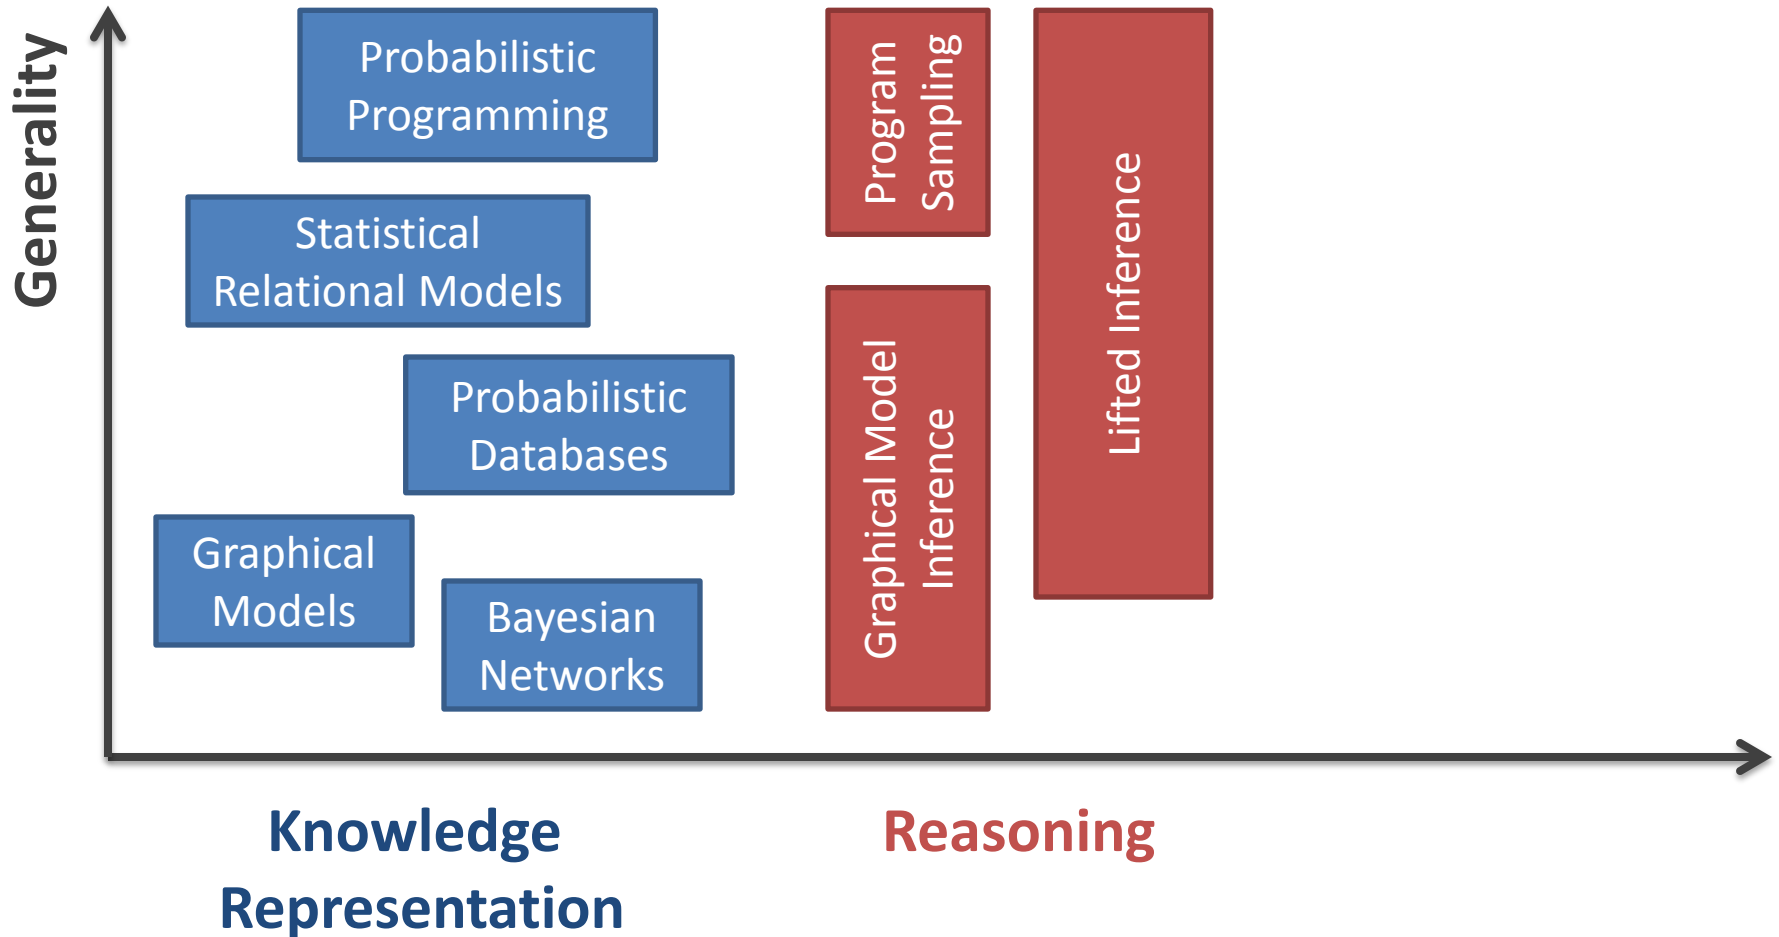 Generality
Probabilistic
Programming
Statistical
Relational Models
Probabilistic
Databases
Graphical
Models
Bayesian
Networks
Program
Sampling
Graphical Model
Inference
Lifted Inference
Knowledge
Representation
Reasoning